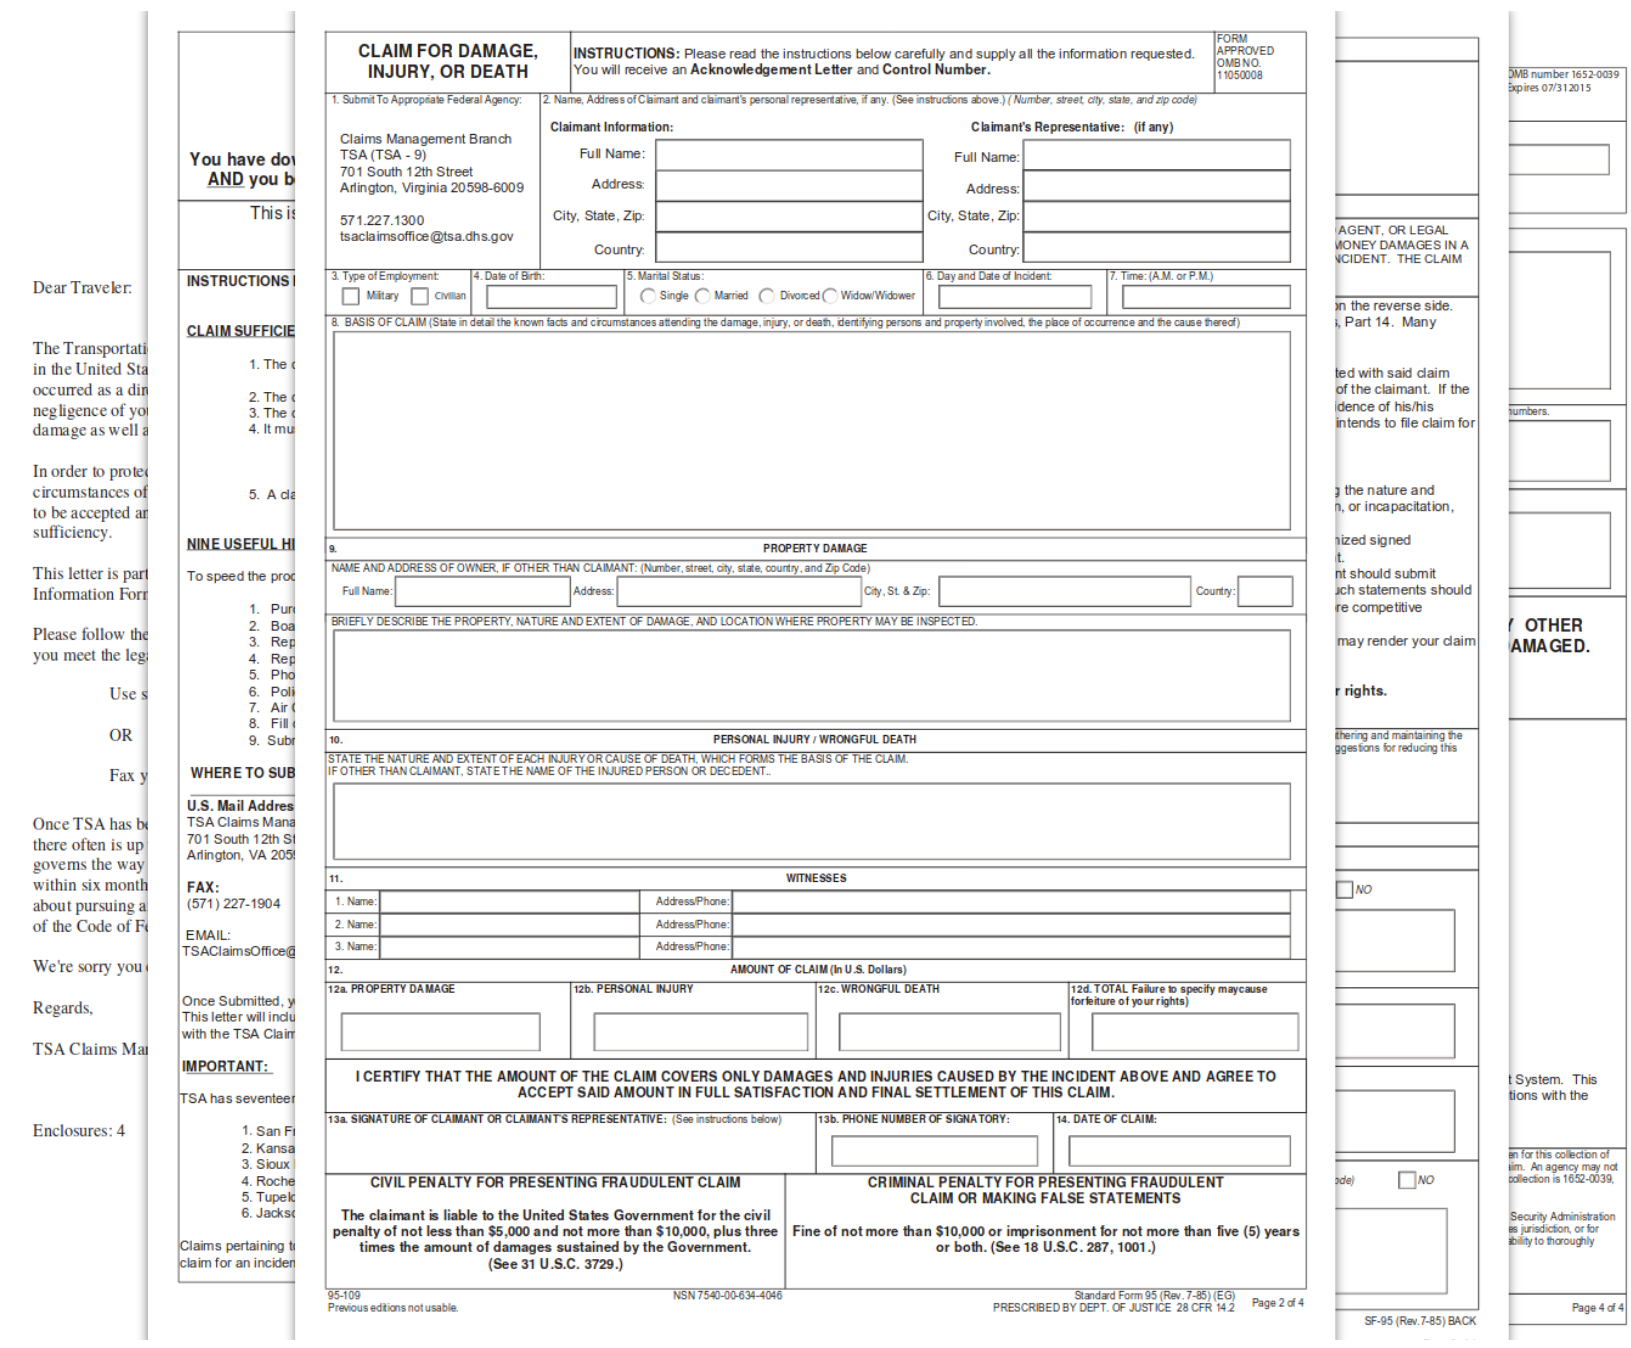 Dear Traveler:
The Transportati
in the United Sta
occurred as a dir
negligence of yo
damage as well a
In order to prote
circumstances of
to be accepted a
sufficiency.
This letter is part
Information For
Please follow the
you meet the leg
Use s
OR
Fax y
Once TSA has be
there often is up
governs the way
within six month
about pursuing a
of the Code of Fe
We're sorry you
Regards,
TSA Claims Ma
Enclosures: 4
You have do
AND you b
This is
INSTRUCTIONS
CLAIM SUFFICIE
1. The
2. The
3. The
4. It mu
5. A cla
NINE USEFUL HI
To speed the proc
1. Pur
2. Boa
3. Rep
4. Rep
5. Pho
6. Poli
7. Air
8. Fill
9. Subr
WHERE TO SUB
U.S. Mail Addres
TSA Claims Mana
701 South 12th St
Arlington, VA 205
FAX:
(571) 227-1904
EMAIL:
TSAClaimsOffice@
Once Submitted, y
This letter will inclu
with the TSA Claim
IMPORTANT:
TSA has seventeen
1. San Fr
2. Kansa
3. Sioux
4. Roche
5. Tupelo
6. Jackso
Claims pertaining to
claim for an inciden
CLAIM FOR DAMAGE,
INJURY, OR DEATH
INSTRUCTIONS: Please read the instructions below carefully and supply all the information requested.
You will receive an Acknowledgement Letter and Control Number.
FORM
APPROVED
OMB NO.
11050008
1. Submit To Appropriate Federal Agency:
Claims Management Branch
TSA (TSA - 9)
701 South 12th Street
Arlington, Virginia 20598-6009
571.227.1300
tsaclaimsoffice@tsa.dhs.gov
2. Name, Address of Claimant and claimant's personal representative, if any. (See instructions above.) ( Number, street, city, state, and zip code)
Claimant Information:
Claimant's Representative: (if any)
Full Name:
Full Name:
Address:
Address:
City, State, Zip:
City, State, Zip:
Country:
Country:
3. Type of Employment:
Military
Civilian
4. Date of Birth:
5. Marital Status:
Single
Married
Divorced
Widow/Widower
6. Day and Date of Incident:
7. Time: (A.M. or P.M.)
8. BASIS OF CLAIM (State in detail the known facts and circumstances attending the damage, injury, or death, identifying persons and property involved, the place of occurrence and the cause thereof)
9. PROPERTY DAMAGE
NAME AND ADDRESS OF OWNER, IF OTHER THAN CLAIMANT: (Number, street, city, state, country, and Zip Code)
Full Name:
Address:
City, St. & Zip:
Country:
BRIEFLY DESCRIBE THE PROPERTY, NATURE AND EXTENT OF DAMAGE, AND LOCATION WHERE PROPERTY MAY BE INSPECTED.
10. PERSONAL INJURY / WRONGFUL DEATH
STATE THE NATURE AND EXTENT OF EACH INJURY OR CAUSE OF DEATH, WHICH FORMS THE BASIS OF THE CLAIM.
IF OTHER THAN CLAIMANT, STATE THE NAME OF THE INJURED PERSON OR DECEDENT..
11. WITNESSES
1. Name: Address/Phone:
2. Name: Address/Phone:
3. Name: Address/Phone:
12. AMOUNT OF CLAIM (In U.S. Dollars)
12a. PROPERTY DAMAGE
12b. PERSONAL INJURY
12c. WRONGFUL DEATH
12d. TOTAL Failure to specify maycause
forfeiture of your rights)
I CERTIFY THAT THE AMOUNT OF THE CLAIM COVERS ONLY DAMAGES AND INJURIES CAUSED BY THE INCIDENT ABOVE AND AGREE TO
ACCEPT SAID AMOUNT IN FULL SATISFACTION AND FINAL SETTLEMENT OF THIS CLAIM.
13a. SIGNATURE OF CLAIMANT OR CLAIMANT'S REPRESENTATIVE: (See instructions below)
13b. PHONE NUMBER OF SIGNATORY:
14. DATE OF CLAIM:
CIVIL PENALTY FOR PRESENTING FRAUDULENT CLAIM
The claimant is liable to the United States Government for the civil
penalty of not less than $5,000 and not more than $10,000, plus three
times the amount of damages sustained by the Government.
(See 31 U.S.C. 3729.)
CRIMINAL PENALTY FOR PRESENTING FRAUDULENT
CLAIM OR MAKING FALSE STATEMENTS
Fine of not more than $10,000 or imprisonment for not more than five (5) years
or both. (See 18 U.S.C. 287, 1001.)
95-109
Previous editions not usable.
NSN 7540-00-634-4046
Standard Form 95 (Rev. 7-85) (EG)
PRESCRIBED BY DEPT. OF JUSTICE 28 CFR 14.2
Page 2 of 4
AGENT, OR LEGAL
MONEY DAMAGES IN A
NCIDENT. THE CLAIM
on the reverse side.
s, Part 14. Many
ted with said claim
of the claimant. If the
idence of his/his
intends to file claim for
g the nature and
n, or incapacitation,
nized signed
t.
nt should submit
uch statements should
re competitive
may render your claim
r rights.
thering and maintaining the
ggestions for reducing this
NO
ode)
NO
SF-95 (Rev.7-85) BACK
OMB number 1652-0039
Expires 07/312015
numbers.
Y OTHER
DAMAGED.
t System. This
tions with the
en for this collection of
aim. An agency may not
collection is 1652-0039,
Security Administration
es jurisdiction, or for
ability to thoroughly
Page 4 of 4